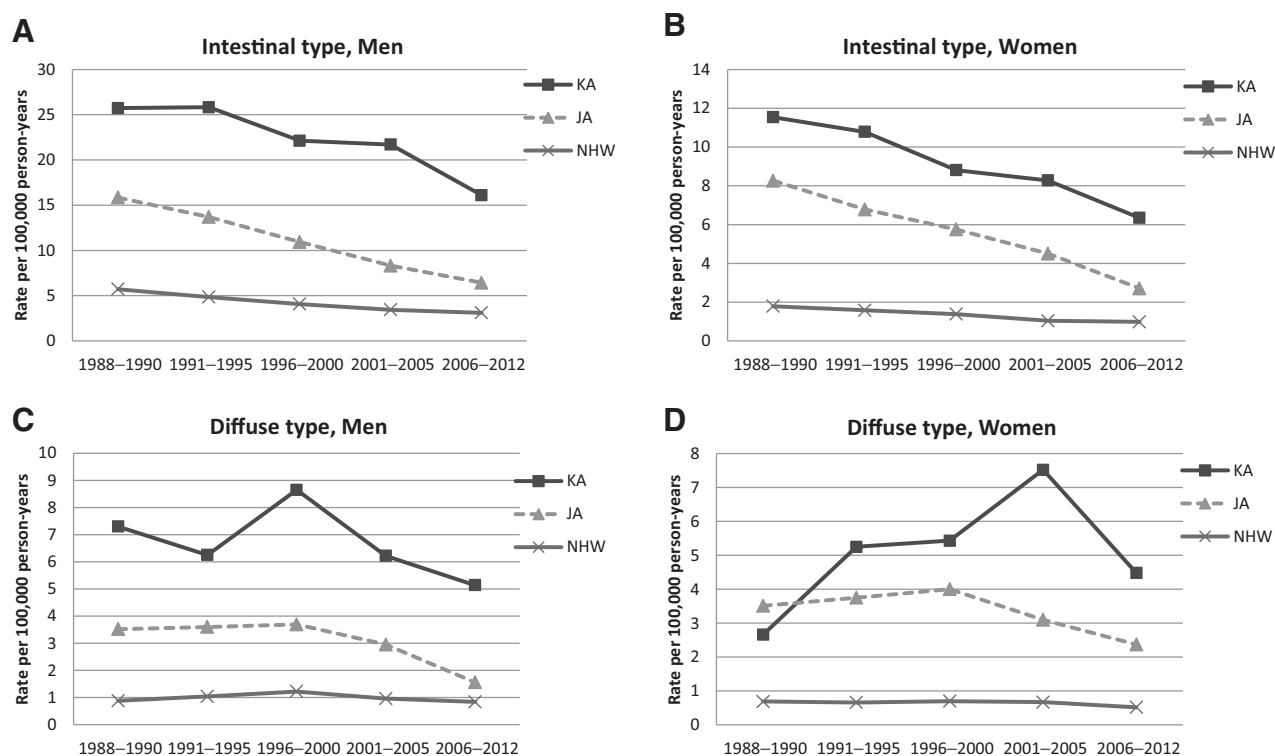 A
Intestinal type, Men
Rate per 100,000 person-years
30
25
20
15
10
5
0
1988–1990 1991–1995 1996–2000 2001–2005 2006–2012
KA
JA
NHW
B
Intestinal type, Women
Rate per 100,000 person-years
14
12
10
8
6
4
2
0
1988–1990 1991–1995 1996–2000 2001–2005 2006–2012
KA
JA
NHW
C
Diffuse type, Men
Rate per 100,000 person-years
10
9
8
7
6
5
4
3
2
1
0
1988–1990 1991–1995 1996–2000 2001–2005 2006–2012
KA
JA
NHW
D
Diffuse type, Women
Rate per 100,000 person-years
8
7
6
5
4
3
2
1
0
1988–1990 1991–1995 1996–2000 2001–2005 2006–2012
KA
JA
NHW